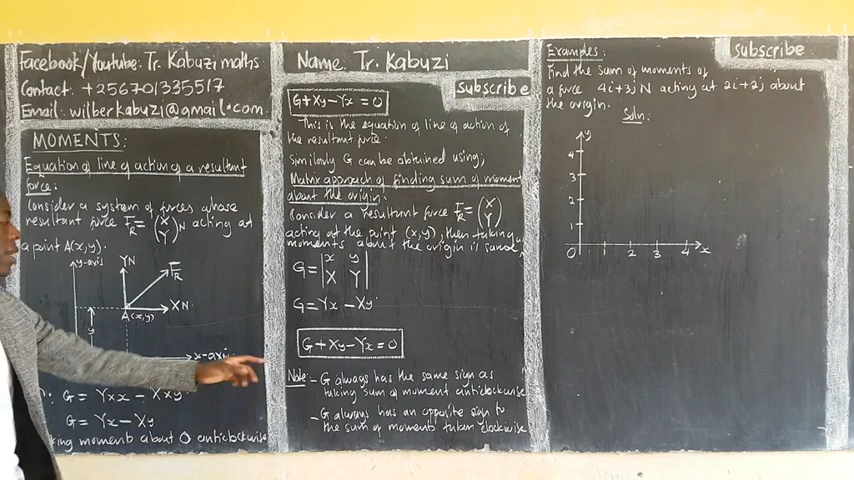 Facebook/Youtube: Tr. Kabuzi maths
Contact: +256701335517
Email: wilberkabuzi@gmail.com
MOMENTS:
Equation of line of action of a resultant
force:
Consider a system of forces whose
resultant force F_R = (X Y) N acting at
a point A(x,y).
y-axis
YN
F_R
XN
A(x,y)
y
x-axis
: G = Y×x - X×y
G = Yx - Xy
king moments about O anticlockwise
Name: Tr. Kabuzi
subscribe
G+Xy-Yx = 0
This is the equation of line of action of
the resultant force.
Similarly G can be obtained using;
Matrix approach of finding sum of moment
about the origin.
Consider a resultant force F_R = (X Y)
acting at the point (x,y), then taking
moments about the origin is same
G = |x y|
|X Y|
G = Yx - Xy
G+Xy-Yx=0
Note:- G always has the same sign as
taking sum of moment anticlockwise
- G always has an opposite sign to
the sum of moments taken clockwise
Examples:
subscribe
Find the sum of moments of
a force 4i+3j N acting at 2i+2j about
the origin.
Soln:
y
4
3
2
1
0 1 2 3 4 x